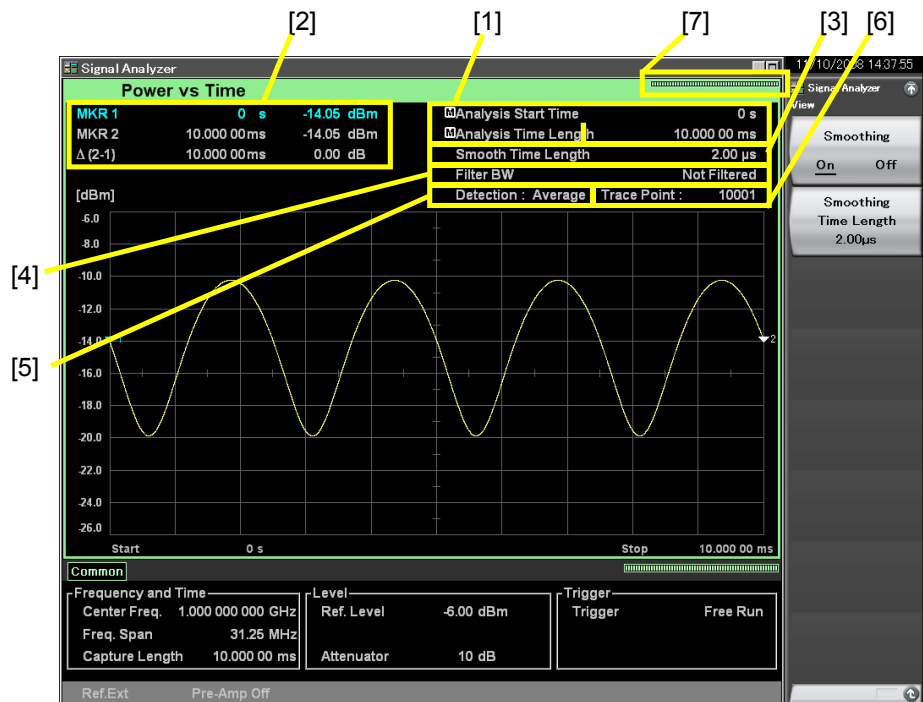 [2] [1] [7] [3] [6]
Signal Analyzer
11/10/2008 14:37:55
Power vs Time
Signal Analyzer
View
MKR 1 0 s -14.05 dBm
MKR 2 10.000 00 ms -14.05 dBm
Δ (2-1) 10.000 00 ms 0.00 dB
M Analysis Start Time 0 s
M Analysis Time Length 10.000 00 ms
Smooth Time Length 2.00 µs
Filter BW Not Filtered
Detection : Average Trace Point : 10001
Smoothing
On Off
Smoothing
Time Length
2.00µs
[dBm]
-6.0
-8.0
-10.0
-12.0
-14.0
-16.0
-18.0
-20.0
-22.0
-24.0
-26.0
1
2
[4]
[5]
Start 0 s Stop 10.000 00 ms
Common
Frequency and Time
Center Freq. 1.000 000 000 GHz
Freq. Span 31.25 MHz
Capture Length 10.000 00 ms
Level
Ref. Level -6.00 dBm
Attenuator 10 dB
Trigger
Trigger Free Run
Ref.Ext Pre-Amp Off